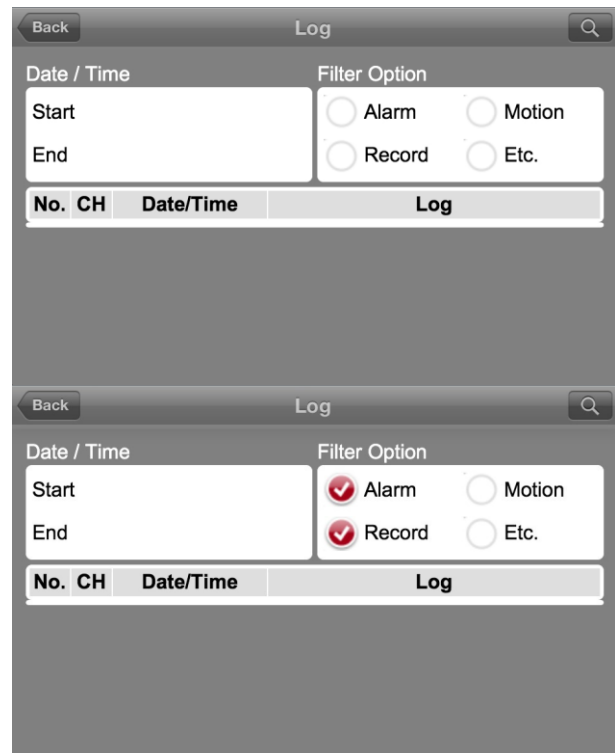 Back Log
Date / Time Filter Option
Start Alarm Motion
End Record Etc.
No. CH Date/Time Log
Back Log
Date / Time Filter Option
Start Alarm Motion
End Record Etc.
No. CH Date/Time Log